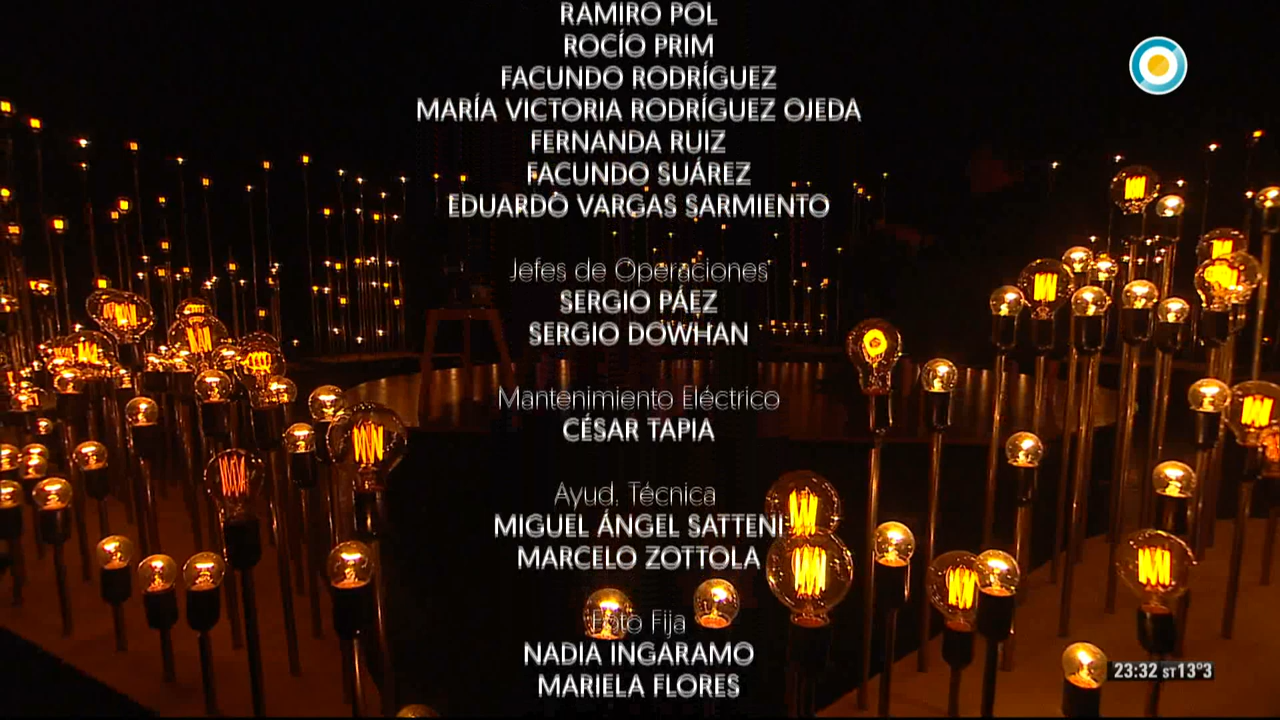 RAMIRO POL
ROCÍO PRIM
FACUNDO RODRÍGUEZ
MARÍA VICTORIA RODRÍGUEZ OJEDA
FERNANDA RUIZ
FACUNDO SUÁREZ
EDUARDO VARGAS SARMIENTO
Jefes de Operaciones
SERGIO PÁEZ
SERGIO DOWHAN
Mantenimiento Eléctrico
CÉSAR TAPIA
Ayud. Técnica
MIGUEL ÁNGEL SATTENI
MARCELO ZOTTOLA
Foto Fija
NADIA INGARAMO
MARIELA FLORES
23:32 ST 13°3